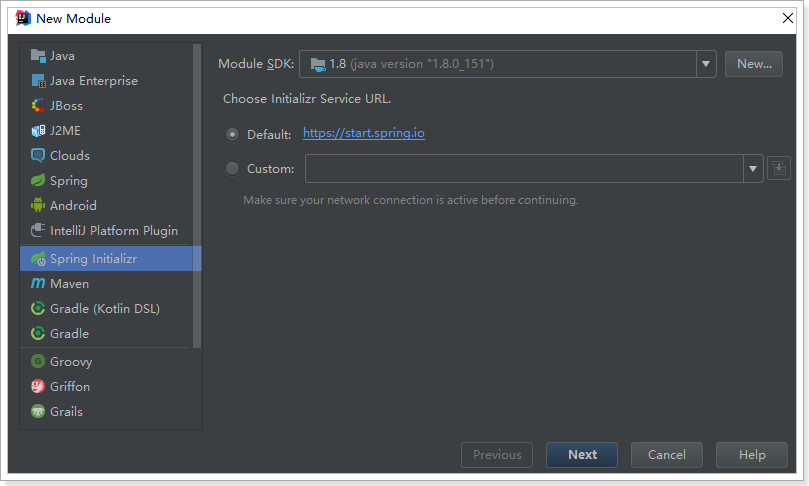 New Module
Java
Java Enterprise
JBoss
J2ME
Clouds
Spring
Android
IntelliJ Platform Plugin
Spring Initializr
Maven
Gradle (Kotlin DSL)
Gradle
Groovy
Griffon
Grails
Module SDK: 1.8 (java version "1.8.0_151") New...
Choose Initializr Service URL.
Default: https://start.spring.io
Custom:
Make sure your network connection is active before continuing.
Previous Next Cancel Help